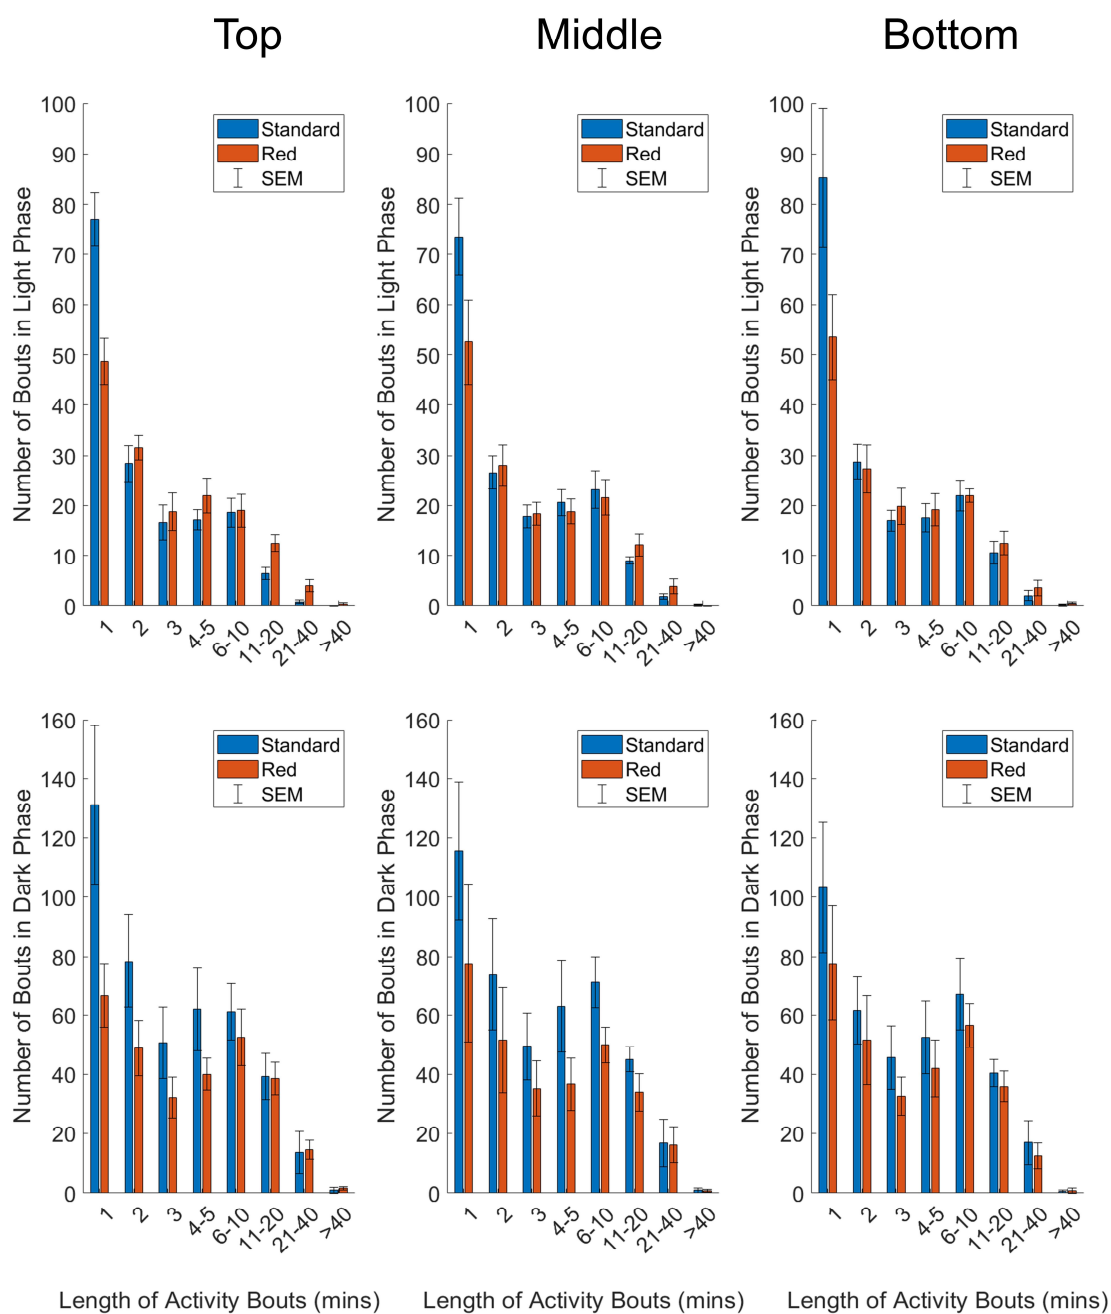 Top Middle Bottom
Number of Bouts in Light Phase
100
90
80
70
60
50
40
30
20
10
0
Standard
Red
SEM
1 2 3 4-5 6-10 11-20 21-40 >40
Number of Bouts in Light Phase
100
90
80
70
60
50
40
30
20
10
0
Standard
Red
SEM
1 2 3 4-5 6-10 11-20 21-40 >40
Number of Bouts in Light Phase
100
90
80
70
60
50
40
30
20
10
0
Standard
Red
SEM
1 2 3 4-5 6-10 11-20 21-40 >40
Number of Bouts in Dark Phase
160
140
120
100
80
60
40
20
0
Standard
Red
SEM
1 2 3 4-5 6-10 11-20 21-40 >40
Number of Bouts in Dark Phase
160
140
120
100
80
60
40
20
0
Standard
Red
SEM
1 2 3 4-5 6-10 11-20 21-40 >40
Number of Bouts in Dark Phase
160
140
120
100
80
60
40
20
0
Standard
Red
SEM
1 2 3 4-5 6-10 11-20 21-40 >40
Length of Activity Bouts (mins) Length of Activity Bouts (mins) Length of Activity Bouts (mins)